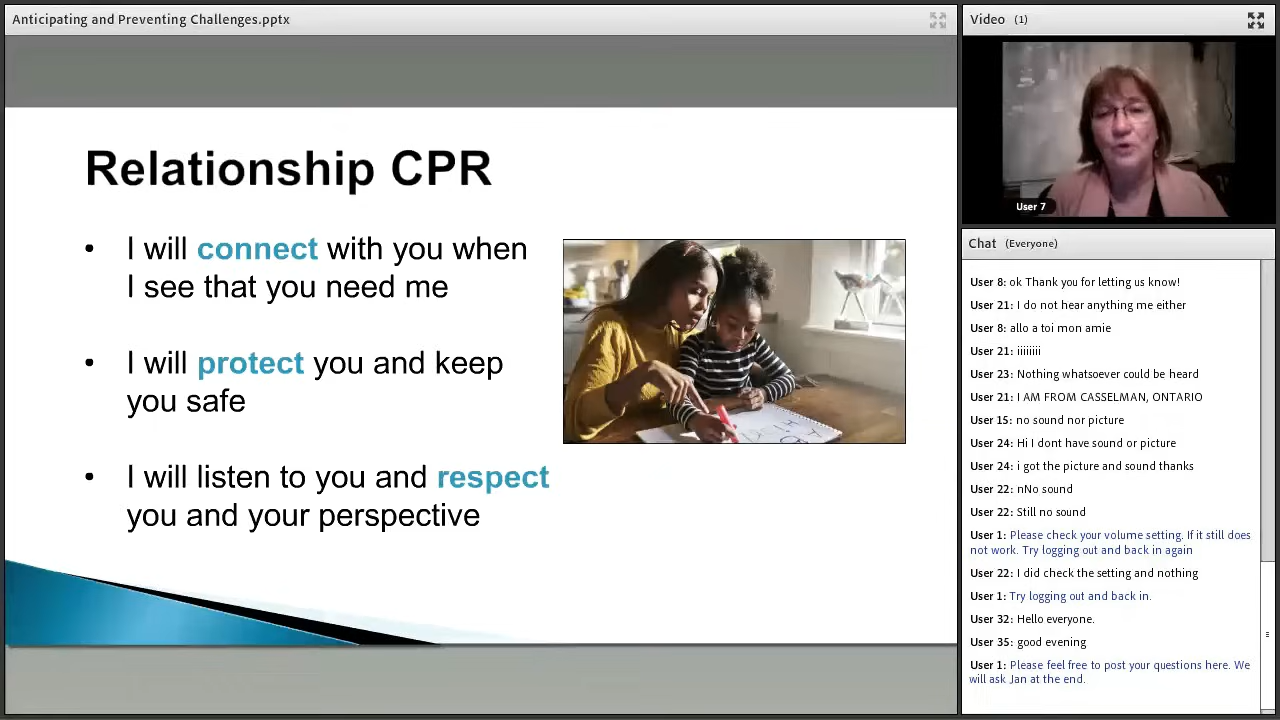 Anticipating and Preventing Challenges.pptx
Relationship CPR
• I will connect with you when
I see that you need me
• I will protect you and keep
you safe
• I will listen to you and respect
you and your perspective
Video (1)
User 7
Chat (Everyone)
User 8: ok Thank you for letting us know!
User 21: I do not hear anything me either
User 8: allo a toi mon amie
User 21: iiiiiiii
User 23: Nothing whatsoever could be heard
User 21: I AM FROM CASSELMAN, ONTARIO
User 15: no sound nor picture
User 24: Hi I dont have sound or picture
User 24: i got the picture and sound thanks
User 22: nNo sound
User 22: Still no sound
User 1: Please check your volume setting. If it still does
not work. Try logging out and back in again
User 22: I did check the setting and nothing
User 1: Try logging out and back in.
User 32: Hello everyone.
User 35: good evening
User 1: Please feel free to post your questions here. We
will ask Jan at the end.